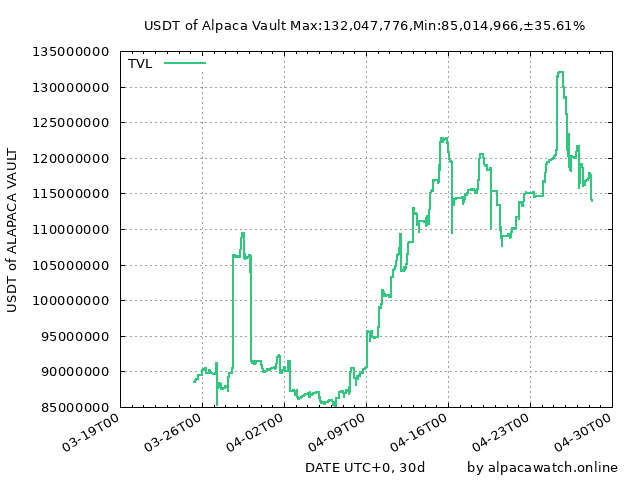 USDT of Alpaca Vault Max:132,047,776,Min:85,014,966,±35.61%
135000000
130000000
125000000
120000000
115000000
110000000
105000000
100000000
95000000
90000000
85000000
USDT of ALAPACA VAULT
TVL
03-19T00
03-26T00
04-02T00
04-09T00
04-16T00
04-23T00
04-30T00
DATE UTC+0, 30d
by alpacawatch.online